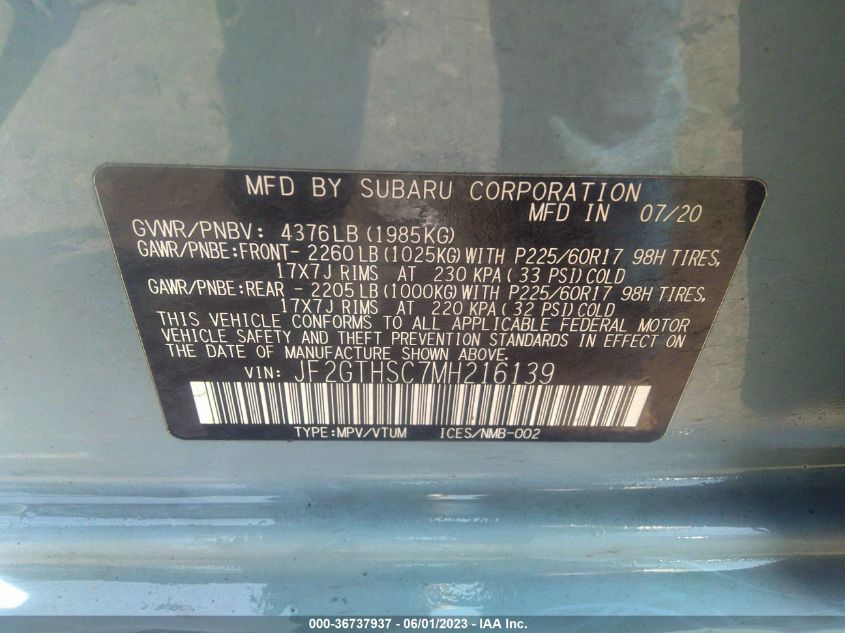 MFD BY SUBARU CORPORATION
MFD IN 07/20
GVWR/PNBV: 4376LB (1985KG)
GAWR/PNBE:FRONT- 2260 LB (1025KG) WITH P225/60R17 98H TIRES,
17X7J RIMS AT 230 KPA ( 33 PSI) COLD
GAWR/PNBE:REAR - 2205 LB (1000KG) WITH P225/60R17 98H TIRES,
17X7J RIMS AT 220 KPA ( 32 PSI) COLD
THIS VEHICLE CONFORMS TO ALL APPLICABLE FEDERAL MOTOR
VEHICLE SAFETY AND THEFT PREVENTION STANDARDS IN EFFECT ON
THE DATE OF MANUFACTURE SHOWN ABOVE.
VIN: JF2GTHSC7MH216139
TYPE:MPV/VTUM ICES/NMB-002
000-36737937 - 06/01/2023 - IAA Inc.